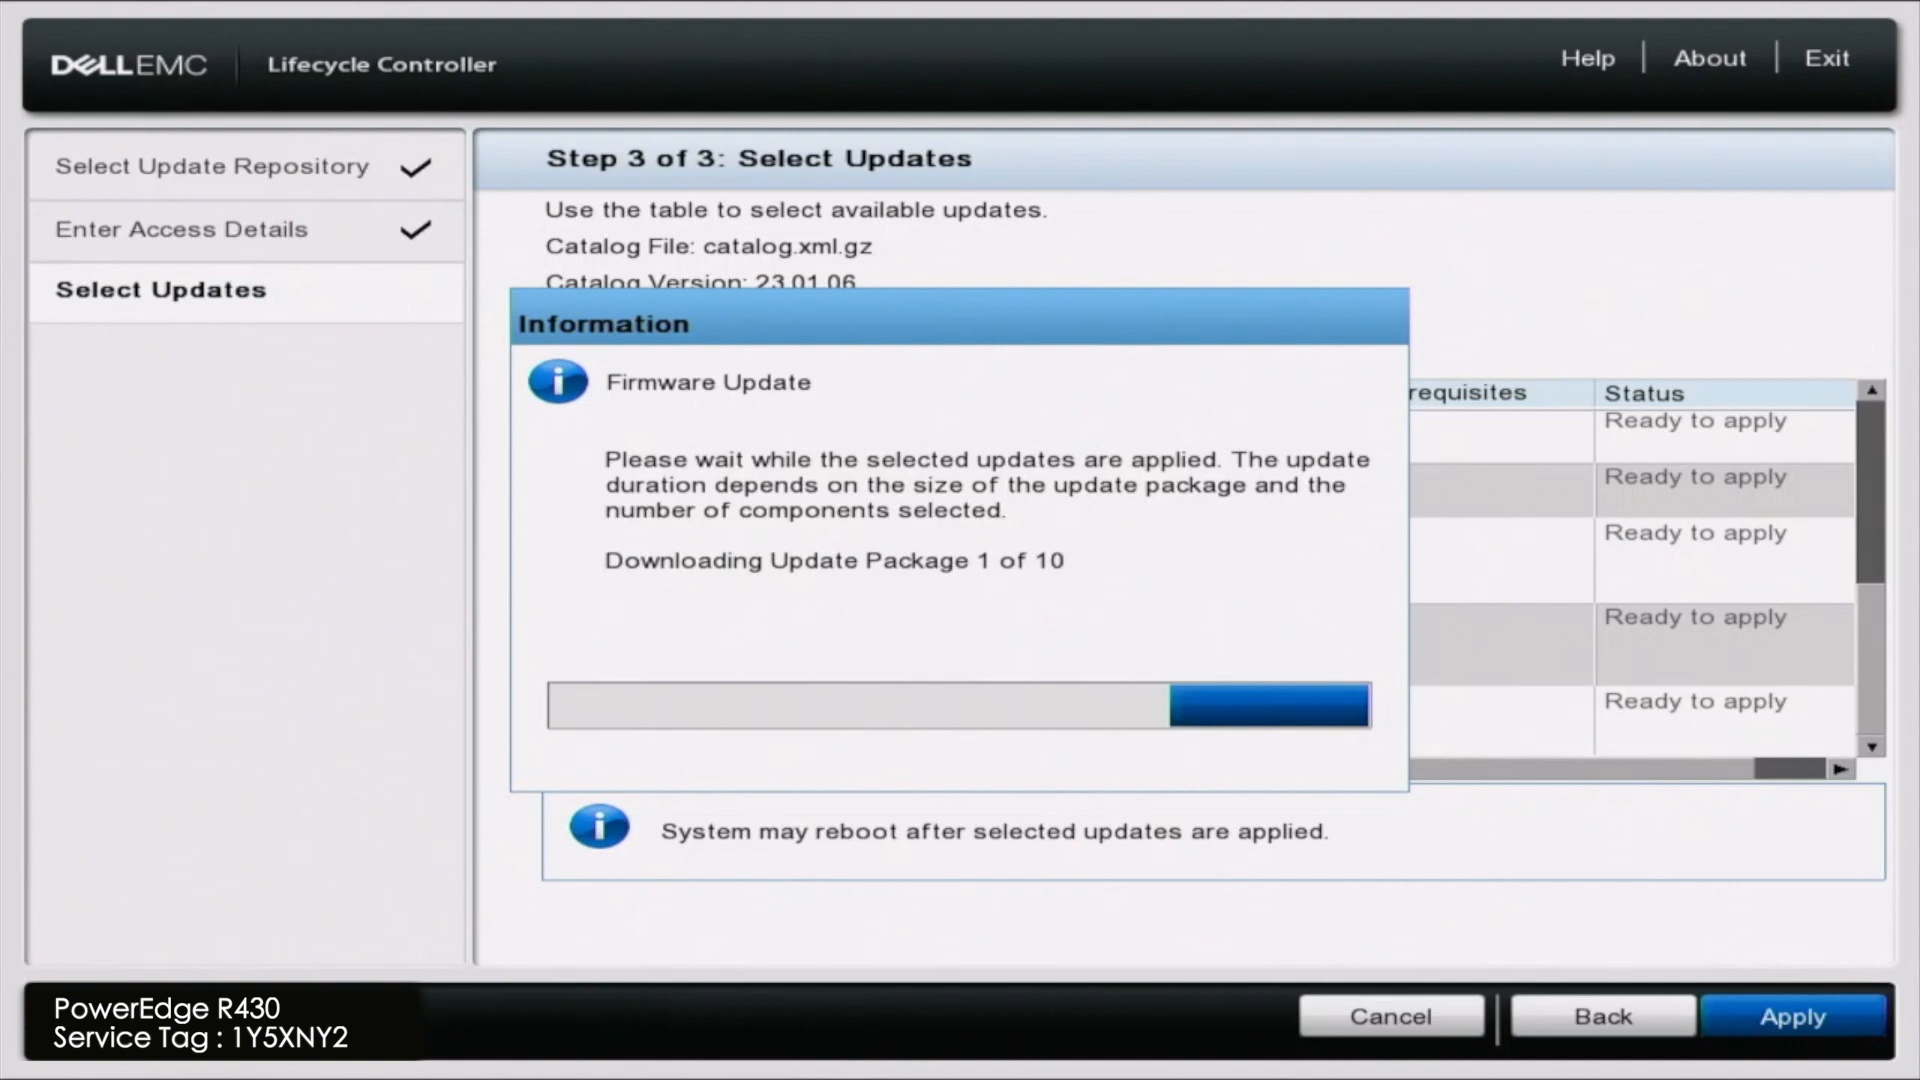 DELLEMC
Lifecycle Controller
Help
About
Exit
Select Update Repository
Enter Access Details
Select Updates
Step 3 of 3: Select Updates
Use the table to select available updates.
Catalog File: catalog.xml.gz
Catalog Version: 23.01.06
Information
Firmware Update
Please wait while the selected updates are applied. The update
duration depends on the size of the update package and the
number of components selected.
Downloading Update Package 1 of 10
requisites
Status
Ready to apply
Ready to apply
Ready to apply
Ready to apply
Ready to apply
System may reboot after selected updates are applied.
PowerEdge R430
Service Tag : 1Y5XNY2
Cancel
Back
Apply